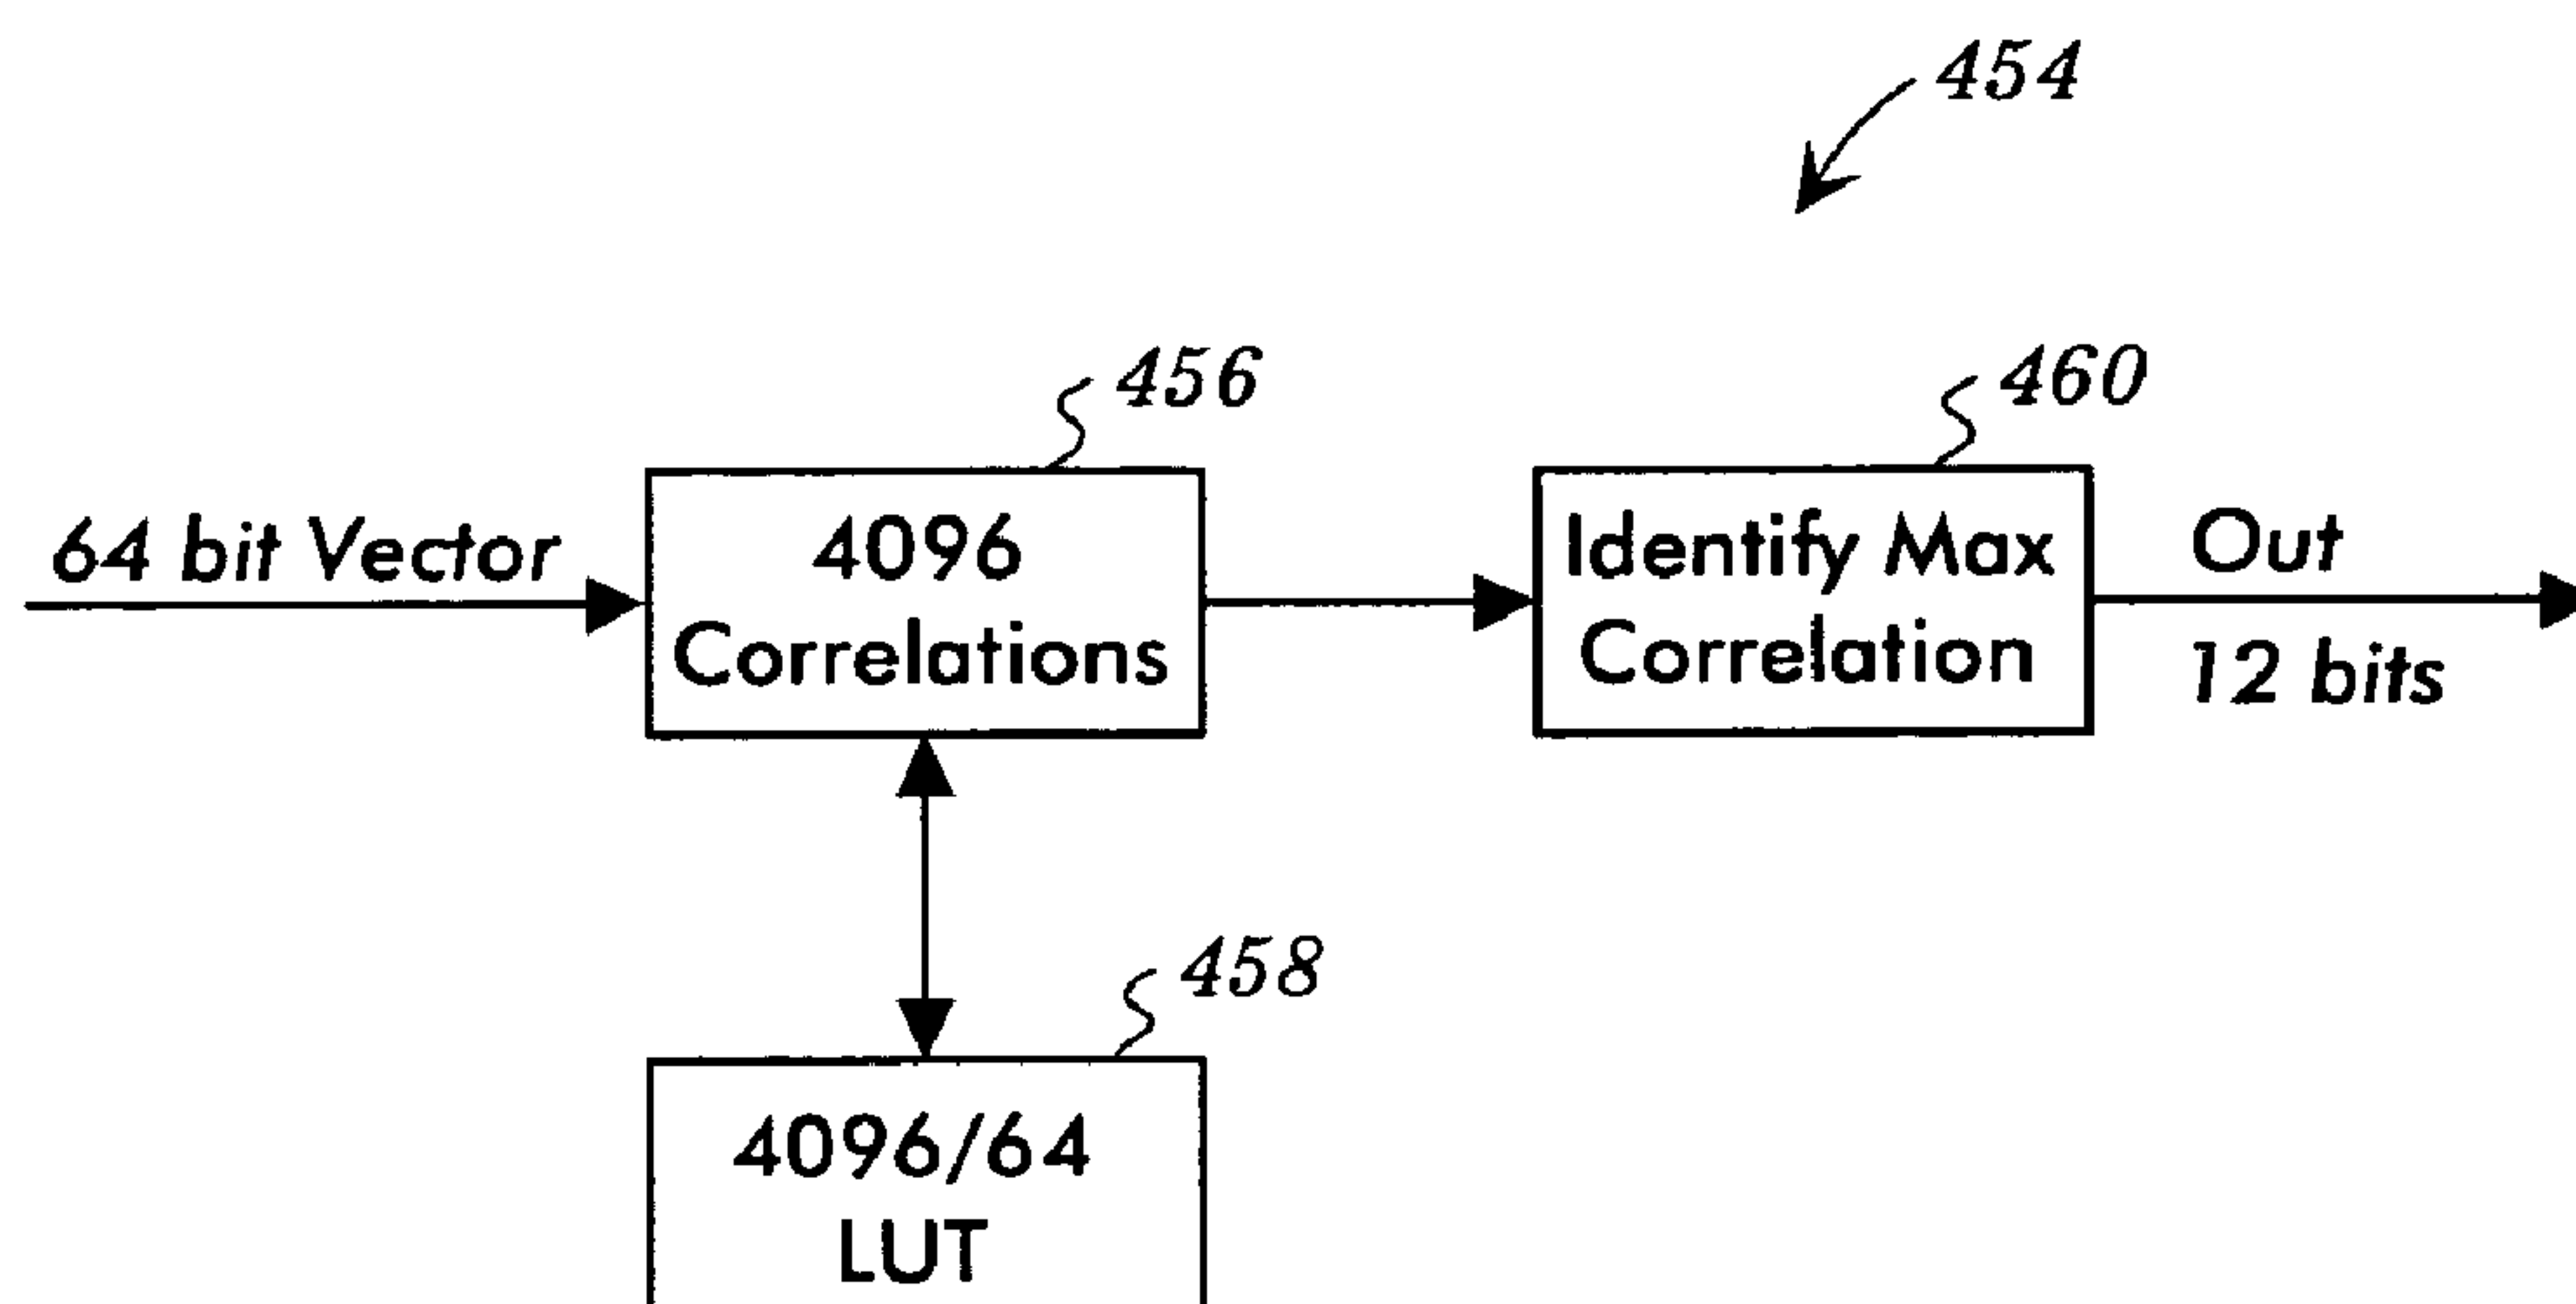 454
456
460
64 bit Vector
4096
Correlations
Identify Max
Correlation
Out
12 bits
458
4096/64
LUT